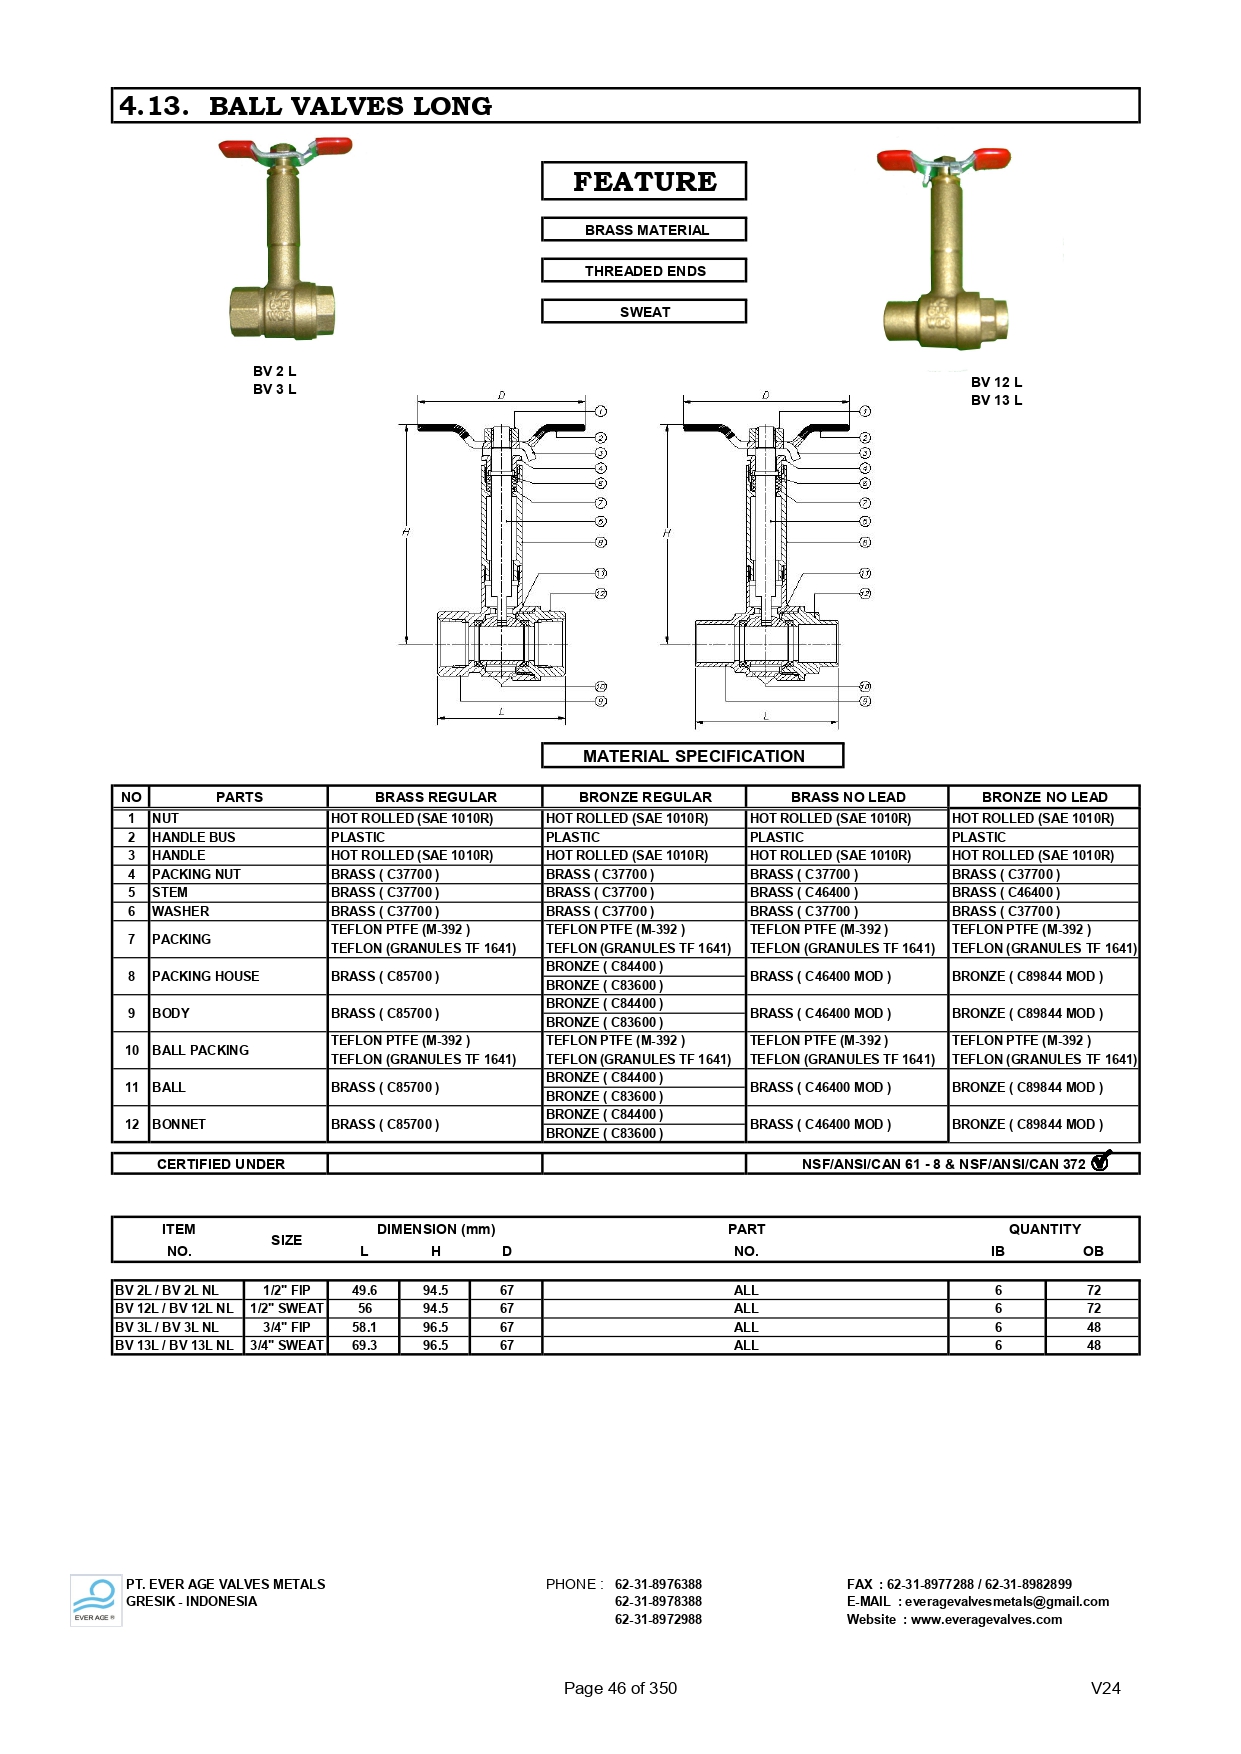 4.13. BALL VALVES LONG
FEATURE
BRASS MATERIAL
THREADED ENDS
SWEAT
BV 2 L
BV 3 L
BV 12 L
BV 13 L
D
1
2
3
4
6
7
5
8
11
12
10
9
H
L
D
1
2
3
4
6
7
5
8
11
12
10
9
H
L
MATERIAL SPECIFICATION
NO PARTS BRASS REGULAR BRONZE REGULAR BRASS NO LEAD BRONZE NO LEAD
1 NUT HOT ROLLED (SAE 1010R) HOT ROLLED (SAE 1010R) HOT ROLLED (SAE 1010R) HOT ROLLED (SAE 1010R)
2 HANDLE BUS PLASTIC PLASTIC PLASTIC PLASTIC
3 HANDLE HOT ROLLED (SAE 1010R) HOT ROLLED (SAE 1010R) HOT ROLLED (SAE 1010R) HOT ROLLED (SAE 1010R)
4 PACKING NUT BRASS ( C37700 ) BRASS ( C37700 ) BRASS ( C37700 ) BRASS ( C37700 )
5 STEM BRASS ( C37700 ) BRASS ( C37700 ) BRASS ( C46400 ) BRASS ( C46400 )
6 WASHER BRASS ( C37700 ) BRASS ( C37700 ) BRASS ( C37700 ) BRASS ( C37700 )
7 PACKING TEFLON PTFE (M-392 ) TEFLON PTFE (M-392 ) TEFLON PTFE (M-392 ) TEFLON PTFE (M-392 )
TEFLON (GRANULES TF 1641) TEFLON (GRANULES TF 1641) TEFLON (GRANULES TF 1641) TEFLON (GRANULES TF 1641)
8 PACKING HOUSE BRASS ( C85700 ) BRONZE ( C84400 ) BRASS ( C46400 MOD ) BRONZE ( C89844 MOD )
BRONZE ( C83600 )
9 BODY BRASS ( C85700 ) BRONZE ( C84400 ) BRASS ( C46400 MOD ) BRONZE ( C89844 MOD )
BRONZE ( C83600 )
10 BALL PACKING TEFLON PTFE (M-392 ) TEFLON PTFE (M-392 ) TEFLON PTFE (M-392 ) TEFLON PTFE (M-392 )
TEFLON (GRANULES TF 1641) TEFLON (GRANULES TF 1641) TEFLON (GRANULES TF 1641) TEFLON (GRANULES TF 1641)
11 BALL BRASS ( C85700 ) BRONZE ( C84400 ) BRASS ( C46400 MOD ) BRONZE ( C89844 MOD )
BRONZE ( C83600 )
12 BONNET BRASS ( C85700 ) BRONZE ( C84400 ) BRASS ( C46400 MOD ) BRONZE ( C89844 MOD )
BRONZE ( C83600 )
CERTIFIED UNDER NSF/ANSI/CAN 61 - 8 & NSF/ANSI/CAN 372
ITEM NO. SIZE DIMENSION (mm) PART NO. QUANTITY
L H D IB OB
BV 2L / BV 2L NL 1/2" FIP 49.6 94.5 67 ALL 6 72
BV 12L / BV 12L NL 1/2" SWEAT 56 94.5 67 ALL 6 72
BV 3L / BV 3L NL 3/4" FIP 58.1 96.5 67 ALL 6 48
BV 13L / BV 13L NL 3/4" SWEAT 69.3 96.5 67 ALL 6 48
EVER AGE ®
PT. EVER AGE VALVES METALS
GRESIK - INDONESIA
PHONE : 62-31-8976388
62-31-8978388
62-31-8972988
FAX : 62-31-8977288 / 62-31-8982899
E-MAIL : everagevalvesmetals@gmail.com
Website : www.everagevalves.com
Page 46 of 350
V24